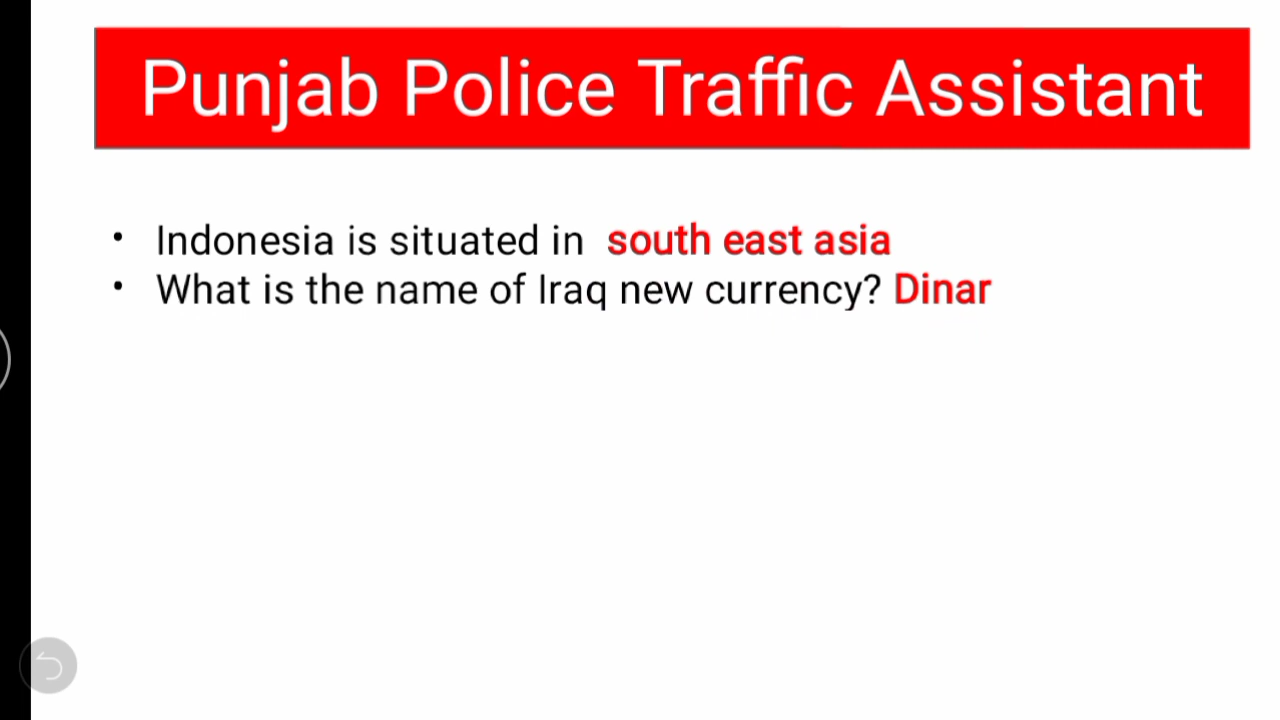 Punjab Police Traffic Assistant
• Indonesia is situated in south east asia
• What is the name of Iraq new currency? Dinar